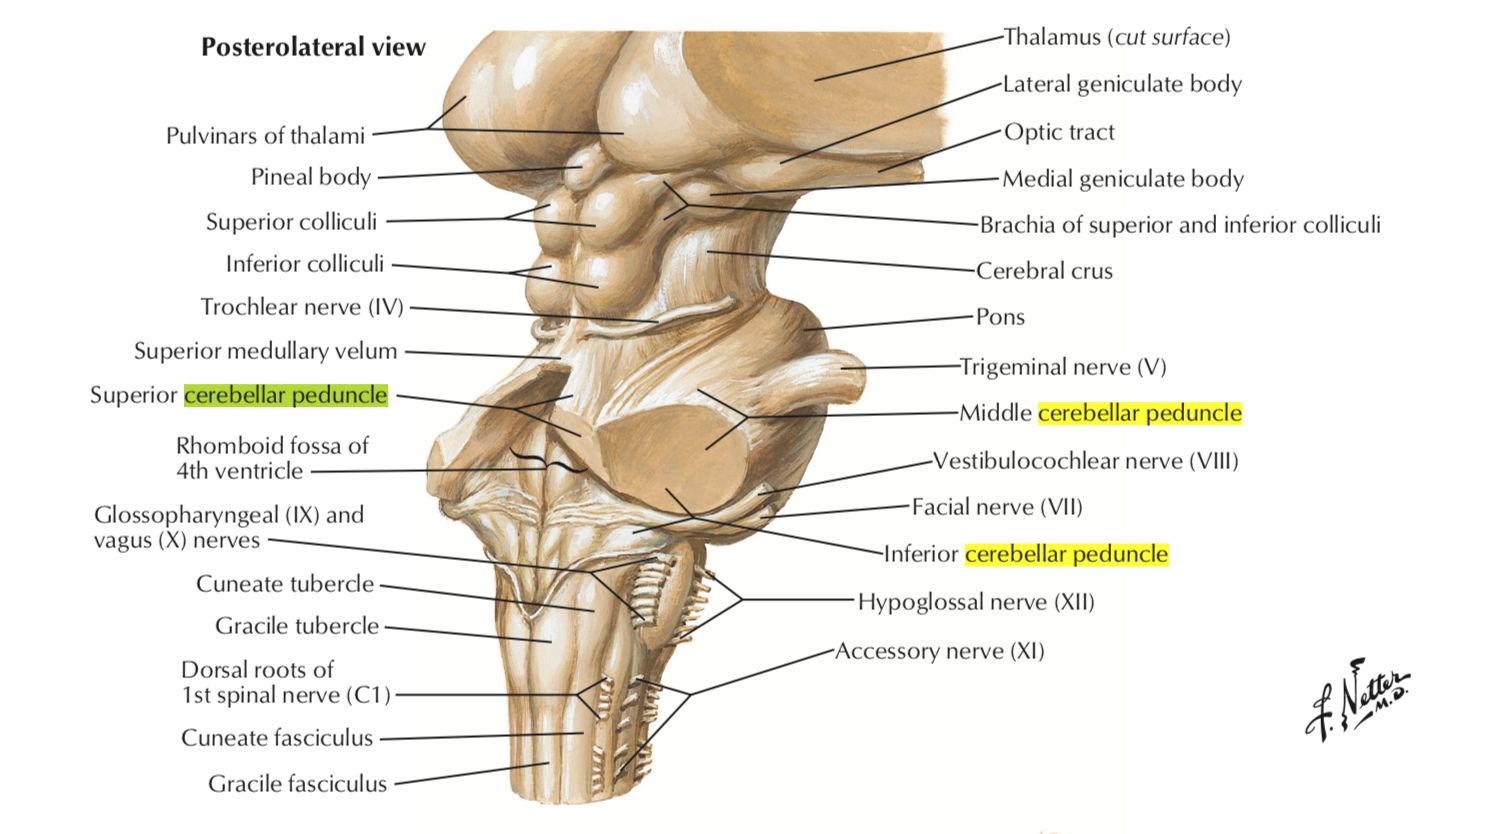 Posterolateral view
Pulvinars of thalami
Pineal body
Superior colliculi
Inferior colliculi
Trochlear nerve (IV)
Superior medullary velum
Superior cerebellar peduncle
Rhomboid fossa of
4th ventricle
Glossopharyngeal (IX) and
vagus (X) nerves
Cuneate tubercle
Gracile tubercle
Dorsal roots of
1st spinal nerve (C1)
Cuneate fasciculus
Gracile fasciculus
Thalamus (cut surface)
Lateral geniculate body
Optic tract
Medial geniculate body
Brachia of superior and inferior colliculi
Cerebral crus
Pons
Trigeminal nerve (V)
Middle cerebellar peduncle
Vestibulocochlear nerve (VIII)
Facial nerve (VII)
Inferior cerebellar peduncle
Hypoglossal nerve (XII)
Accessory nerve (XI)
F. Netter
M.D.